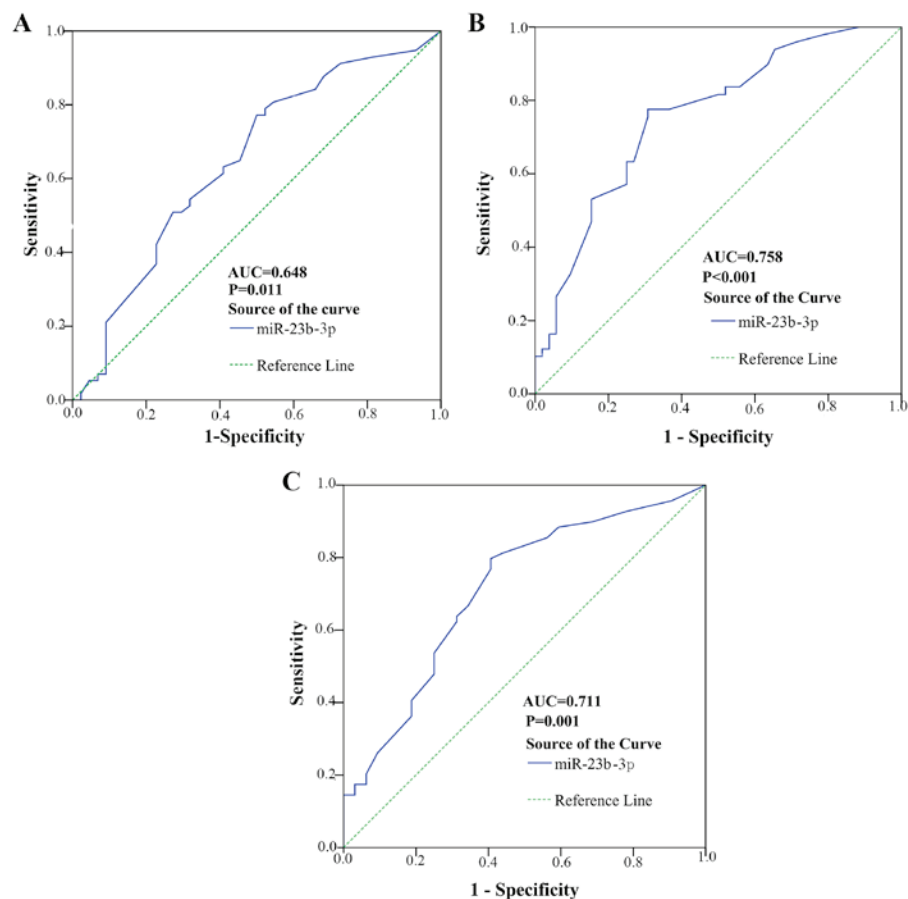 A
1.0
0.8
0.6
0.4
0.2
0.0
Sensitivity
AUC=0.648
P=0.011
Source of the curve
miR-23b-3p
Reference Line
0.0 0.2 0.4 0.6 0.8 1.0
1-Specificity
B
1.0
0.8
0.6
0.4
0.2
0.0
Sensitivity
AUC=0.758
P<0.001
Source of the Curve
miR-23b-3p
Reference Line
0.0 0.2 0.4 0.6 0.8 1.0
1 - Specificity
C
1.0
0.8
0.6
0.4
0.2
0.0
Sensitivity
AUC=0.711
P=0.001
Source of the Curve
miR-23b-3p
Reference Line
0.0 0.2 0.4 0.6 0.8 1.0
1 - Specificity